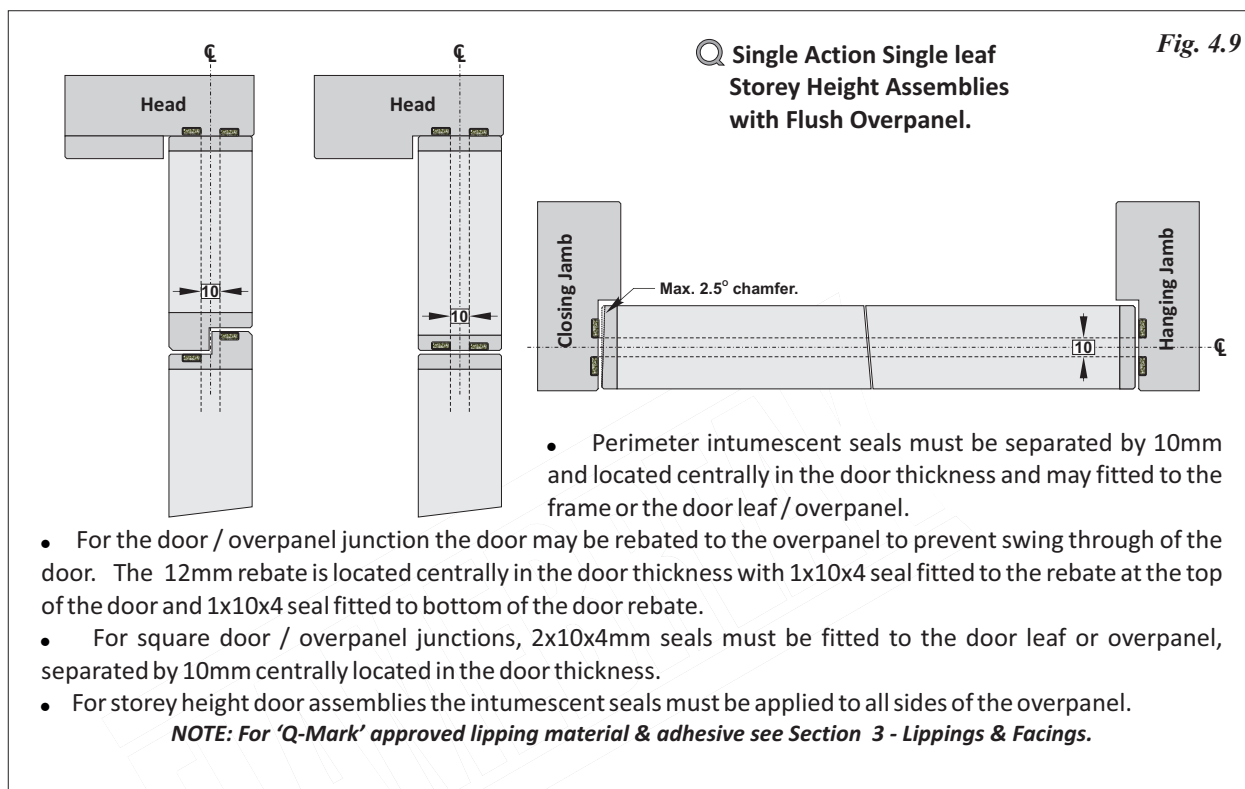 Fig. 4.9
Single Action Single leaf
Storey Height Assemblies
with Flush Overpanel.
℄
℄
Head
Head
10
10
Closing Jamb
Max. 2.5° chamfer.
10
Hanging Jamb
℄
• Perimeter intumescent seals must be separated by 10mm
and located centrally in the door thickness and may fitted to the
frame or the door leaf / overpanel.
• For the door / overpanel junction the door may be rebated to the overpanel to prevent swing through of the
door. The 12mm rebate is located centrally in the door thickness with 1x10x4 seal fitted to the rebate at the top
of the door and 1x10x4 seal fitted to bottom of the door rebate.
• For square door / overpanel junctions, 2x10x4mm seals must be fitted to the door leaf or overpanel,
separated by 10mm centrally located in the door thickness.
• For storey height door assemblies the intumescent seals must be applied to all sides of the overpanel.
NOTE: For ‘Q-Mark’ approved lipping material & adhesive see Section 3 - Lippings & Facings.